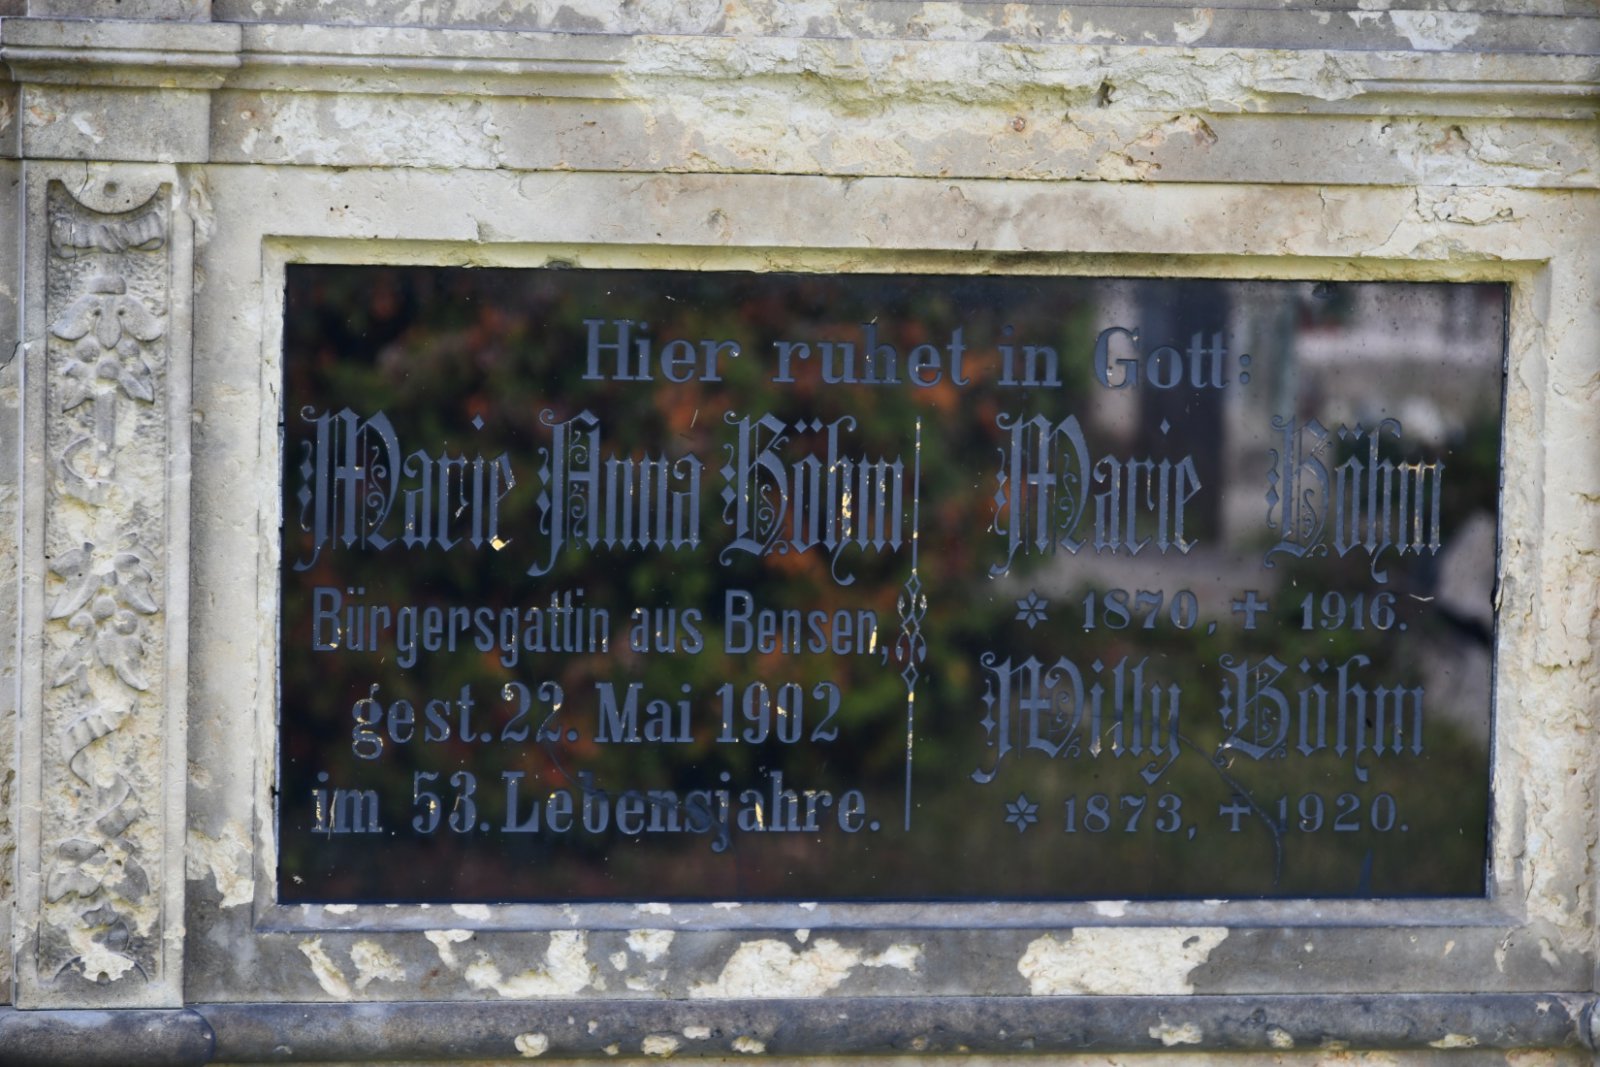 Hier ruhet in Gott:
Marie Anna Böhm
Bürgersgattin aus Bensen,
gest. 22. Mai 1902
im 53. Lebensjahre.
Marie Böhm
✡ 1870, ✝ 1916.
Willy Böhm
✡ 1873, ✝ 1920.